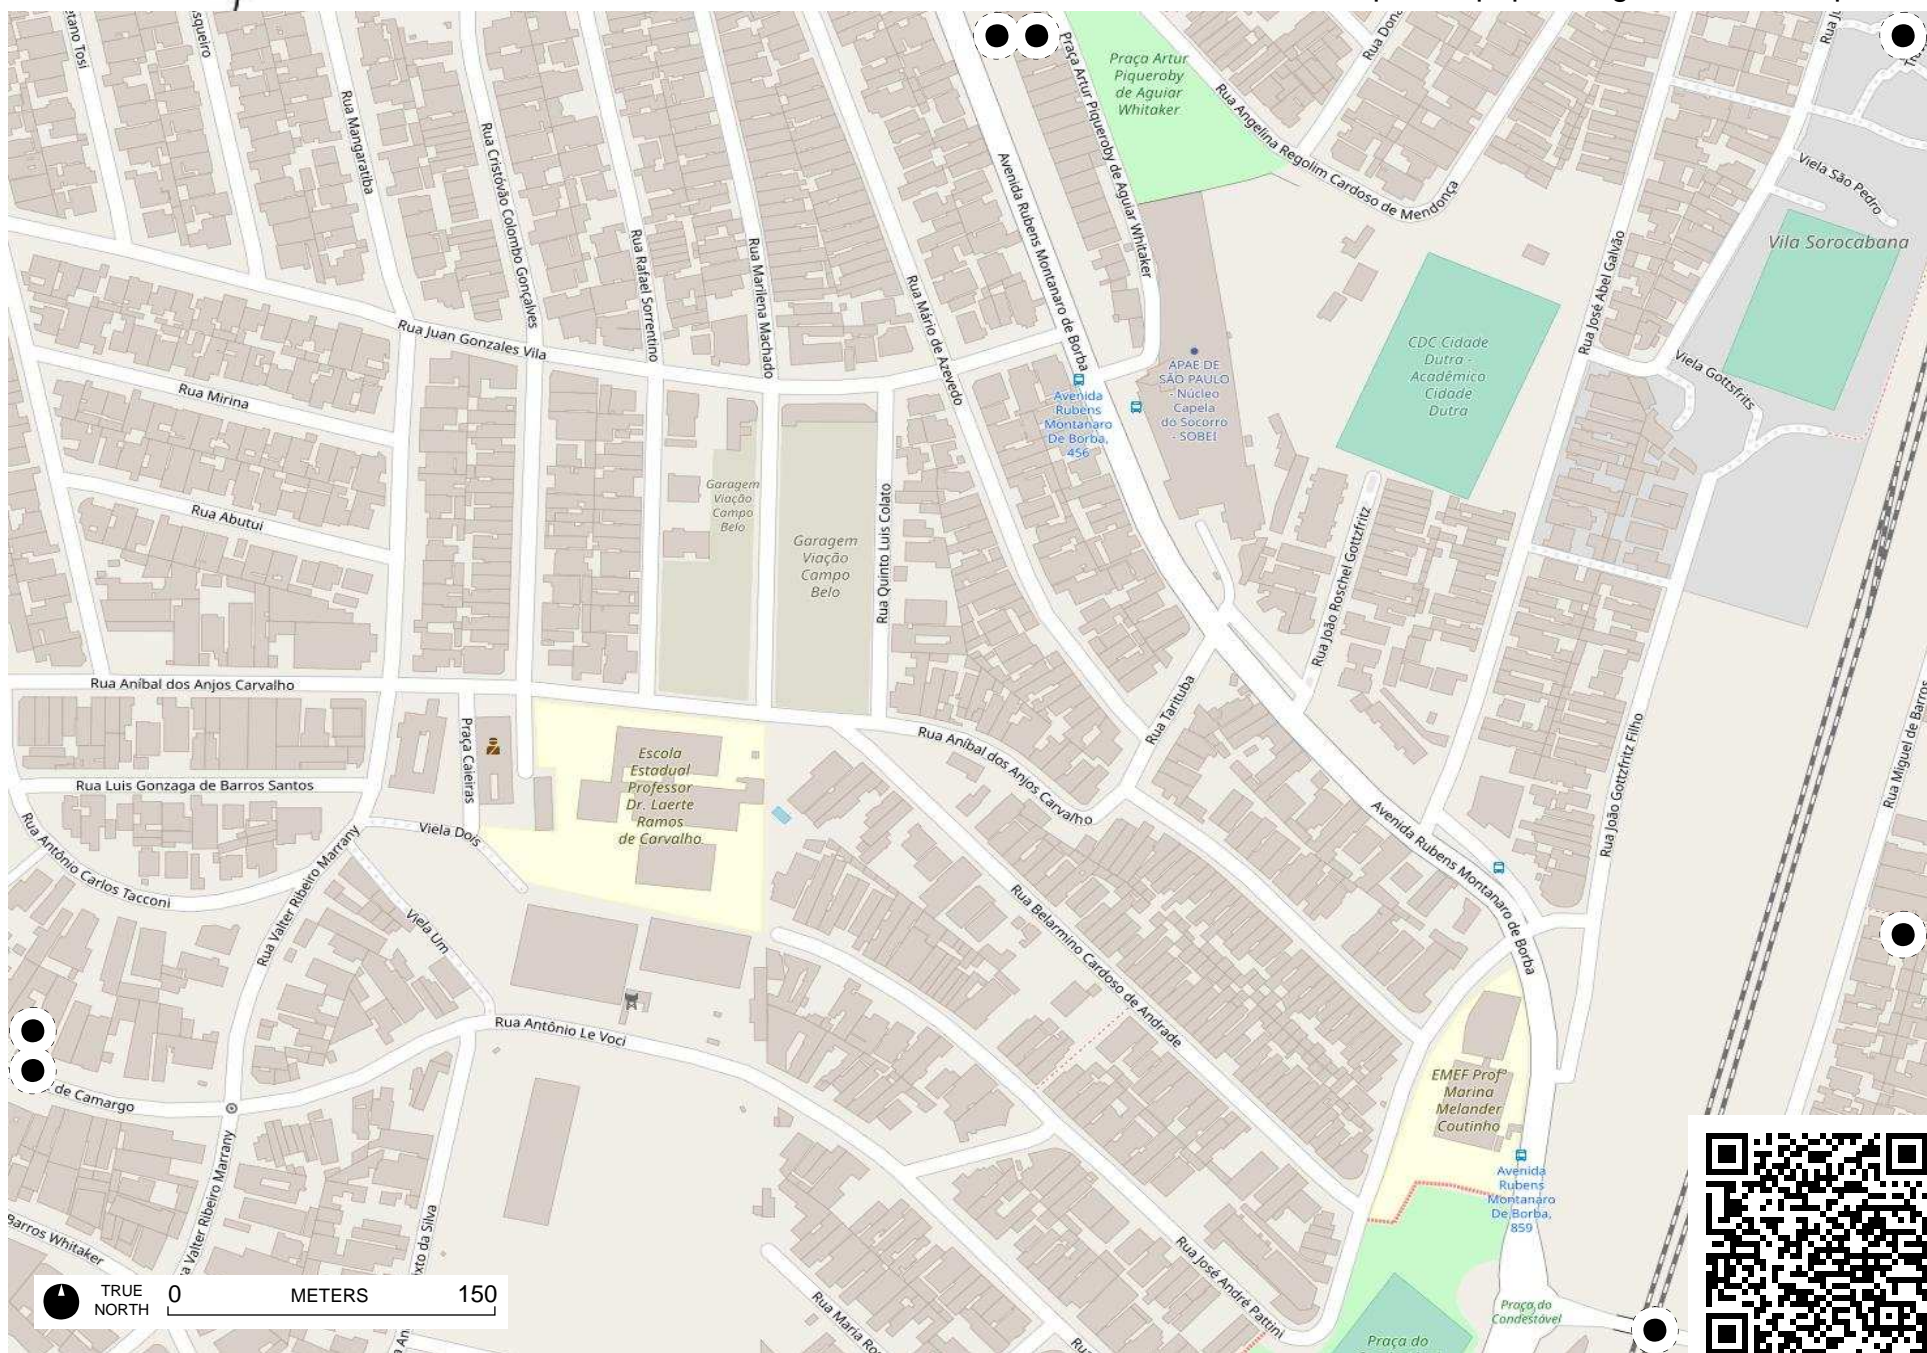 Rua Mangaratiba
Rua Cristóvão Colombo Gonçalves
Rua Rafael Sorrentino
Rua Marilena Machado
Rua Mário de Azevedo
Avenida Rubens Montanaro de Borba
Praça Artur Piqueroby de Aguiar Whitaker
Praça Artur
Piqueroby
de Aguiar
Whitaker
Rua Angelina Regolim Cardoso de Mendonça
Rua José Abel Galvão
Viela São Pedro
Vila Sorocabana
Viela Gottsfrits
CDC Cidade
Dutra -
Acadêmico
Cidade
Dutra
APAE DE
SÃO PAULO
- Núcleo
Capela
do Socorro
- SOBEI
Avenida
Rubens
Montanaro
De Borba,
456
Rua Juan Gonzales Vila
Rua Mirina
Rua Abutui
Garagem
Viação
Campo
Belo
Garagem
Viação
Campo
Belo
Rua Quinto Luis Colato
Rua João Roschel Gottzfritz
Rua Aníbal dos Anjos Carvalho
Rua Tarituba
Rua Aníbal dos Anjos Carvalho
Praça Caieiras
Escola
Estadual
Professor
Dr. Laerte
Ramos
de Carvalho
Rua Luis Gonzaga de Barros Santos
Rua João Gottzfritz Filho
Rua Miguel de Barros
Viela Dois
Avenida Rubens Montanaro de Borba
Rua Antônio Carlos Tacconi
Rua Valter Ribeiro Marrany
Viela Um
Rua Belarmino Cardoso de Andrade
Rua Antônio Le Voci
EMEF Profª
Marina
Melander
Coutinho
de Camargo
Rua Valter Ribeiro Marrany
Avenida
Rubens
Montanaro
De Borba,
859
Barros Whitaker
xto da Silva
Rua José André Pattini
Rua Maria Ros
Praça do
Condestável
Praça do
TRUE
NORTH
0 METERS 150